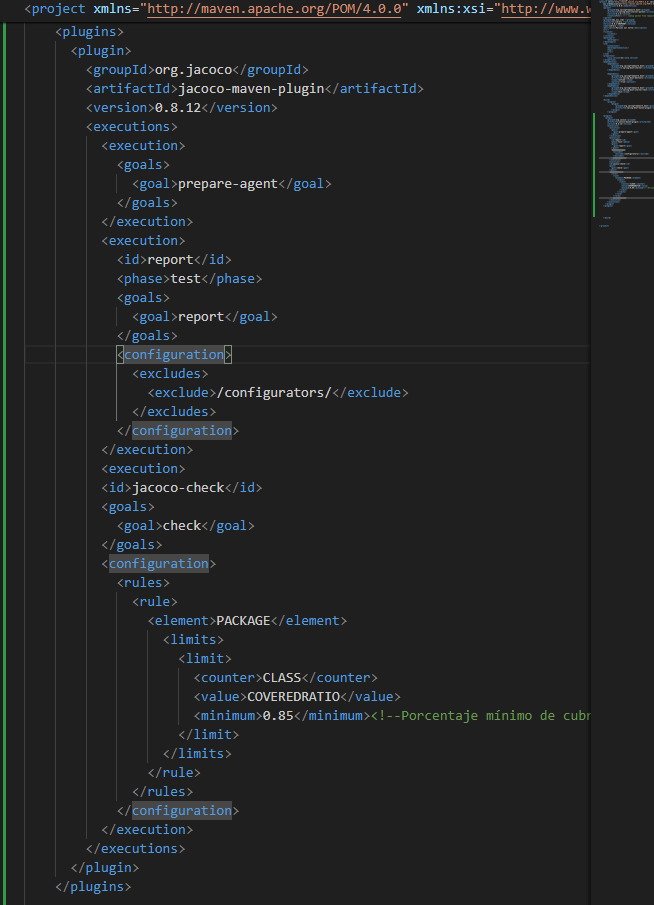 <project xmlns="http://maven.apache.org/POM/4.0.0" xmlns:xsi="http://www.
<plugins>
<plugin>
<groupId>org.jacoco</groupId>
<artifactId>jacoco-maven-plugin</artifactId>
<version>0.8.12</version>
<executions>
<execution>
<goals>
<goal>prepare-agent</goal>
</goals>
</execution>
<execution>
<id>report</id>
<phase>test</phase>
<goals>
<goal>report</goal>
</goals>
<configuration>
<excludes>
<exclude>/configurators/</exclude>
</excludes>
</configuration>
</execution>
<execution>
<id>jacoco-check</id>
<goals>
<goal>check</goal>
</goals>
<configuration>
<rules>
<rule>
<element>PACKAGE</element>
<limits>
<limit>
<counter>CLASS</counter>
<value>COVEREDRATIO</value>
<minimum>0.85</minimum><!--Porcentaje mínimo de cubr
</limit>
</limits>
</rule>
</rules>
</configuration>
</execution>
</executions>
</plugin>
</plugins>